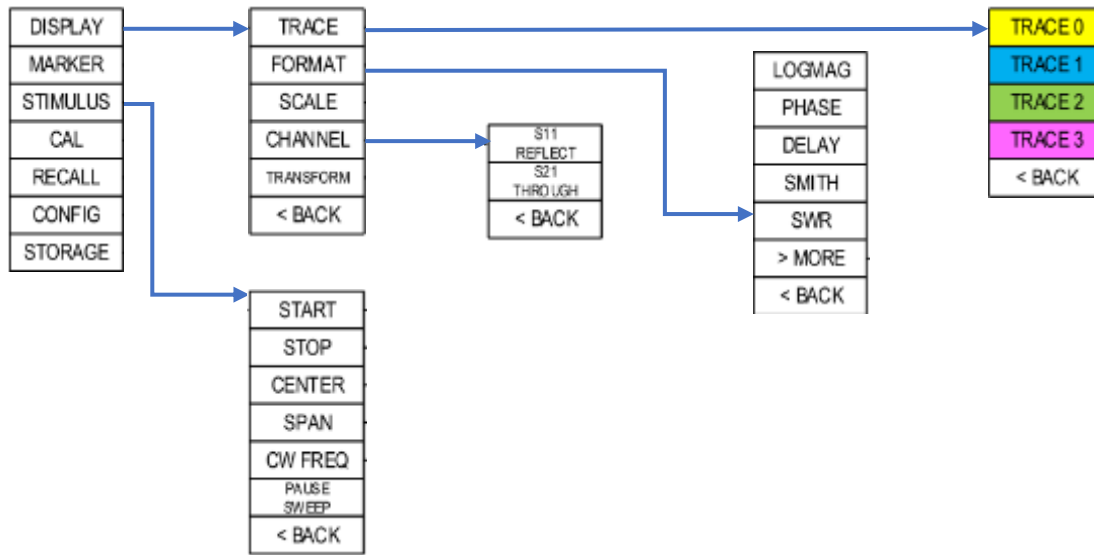 DISPLAY
MARKER
STIMULUS
CAL
RECALL
CONFIG
STORAGE
TRACE
FORMAT
SCALE
CHANNEL
TRANSFORM
< BACK
S11
REFLECT
S21
THROUGH
< BACK
LOGMAG
PHASE
DELAY
SMITH
SWR
> MORE
< BACK
TRACE 0
TRACE 1
TRACE 2
TRACE 3
< BACK
START
STOP
CENTER
SPAN
CW FREQ
PAUSE
SWEEP
< BACK